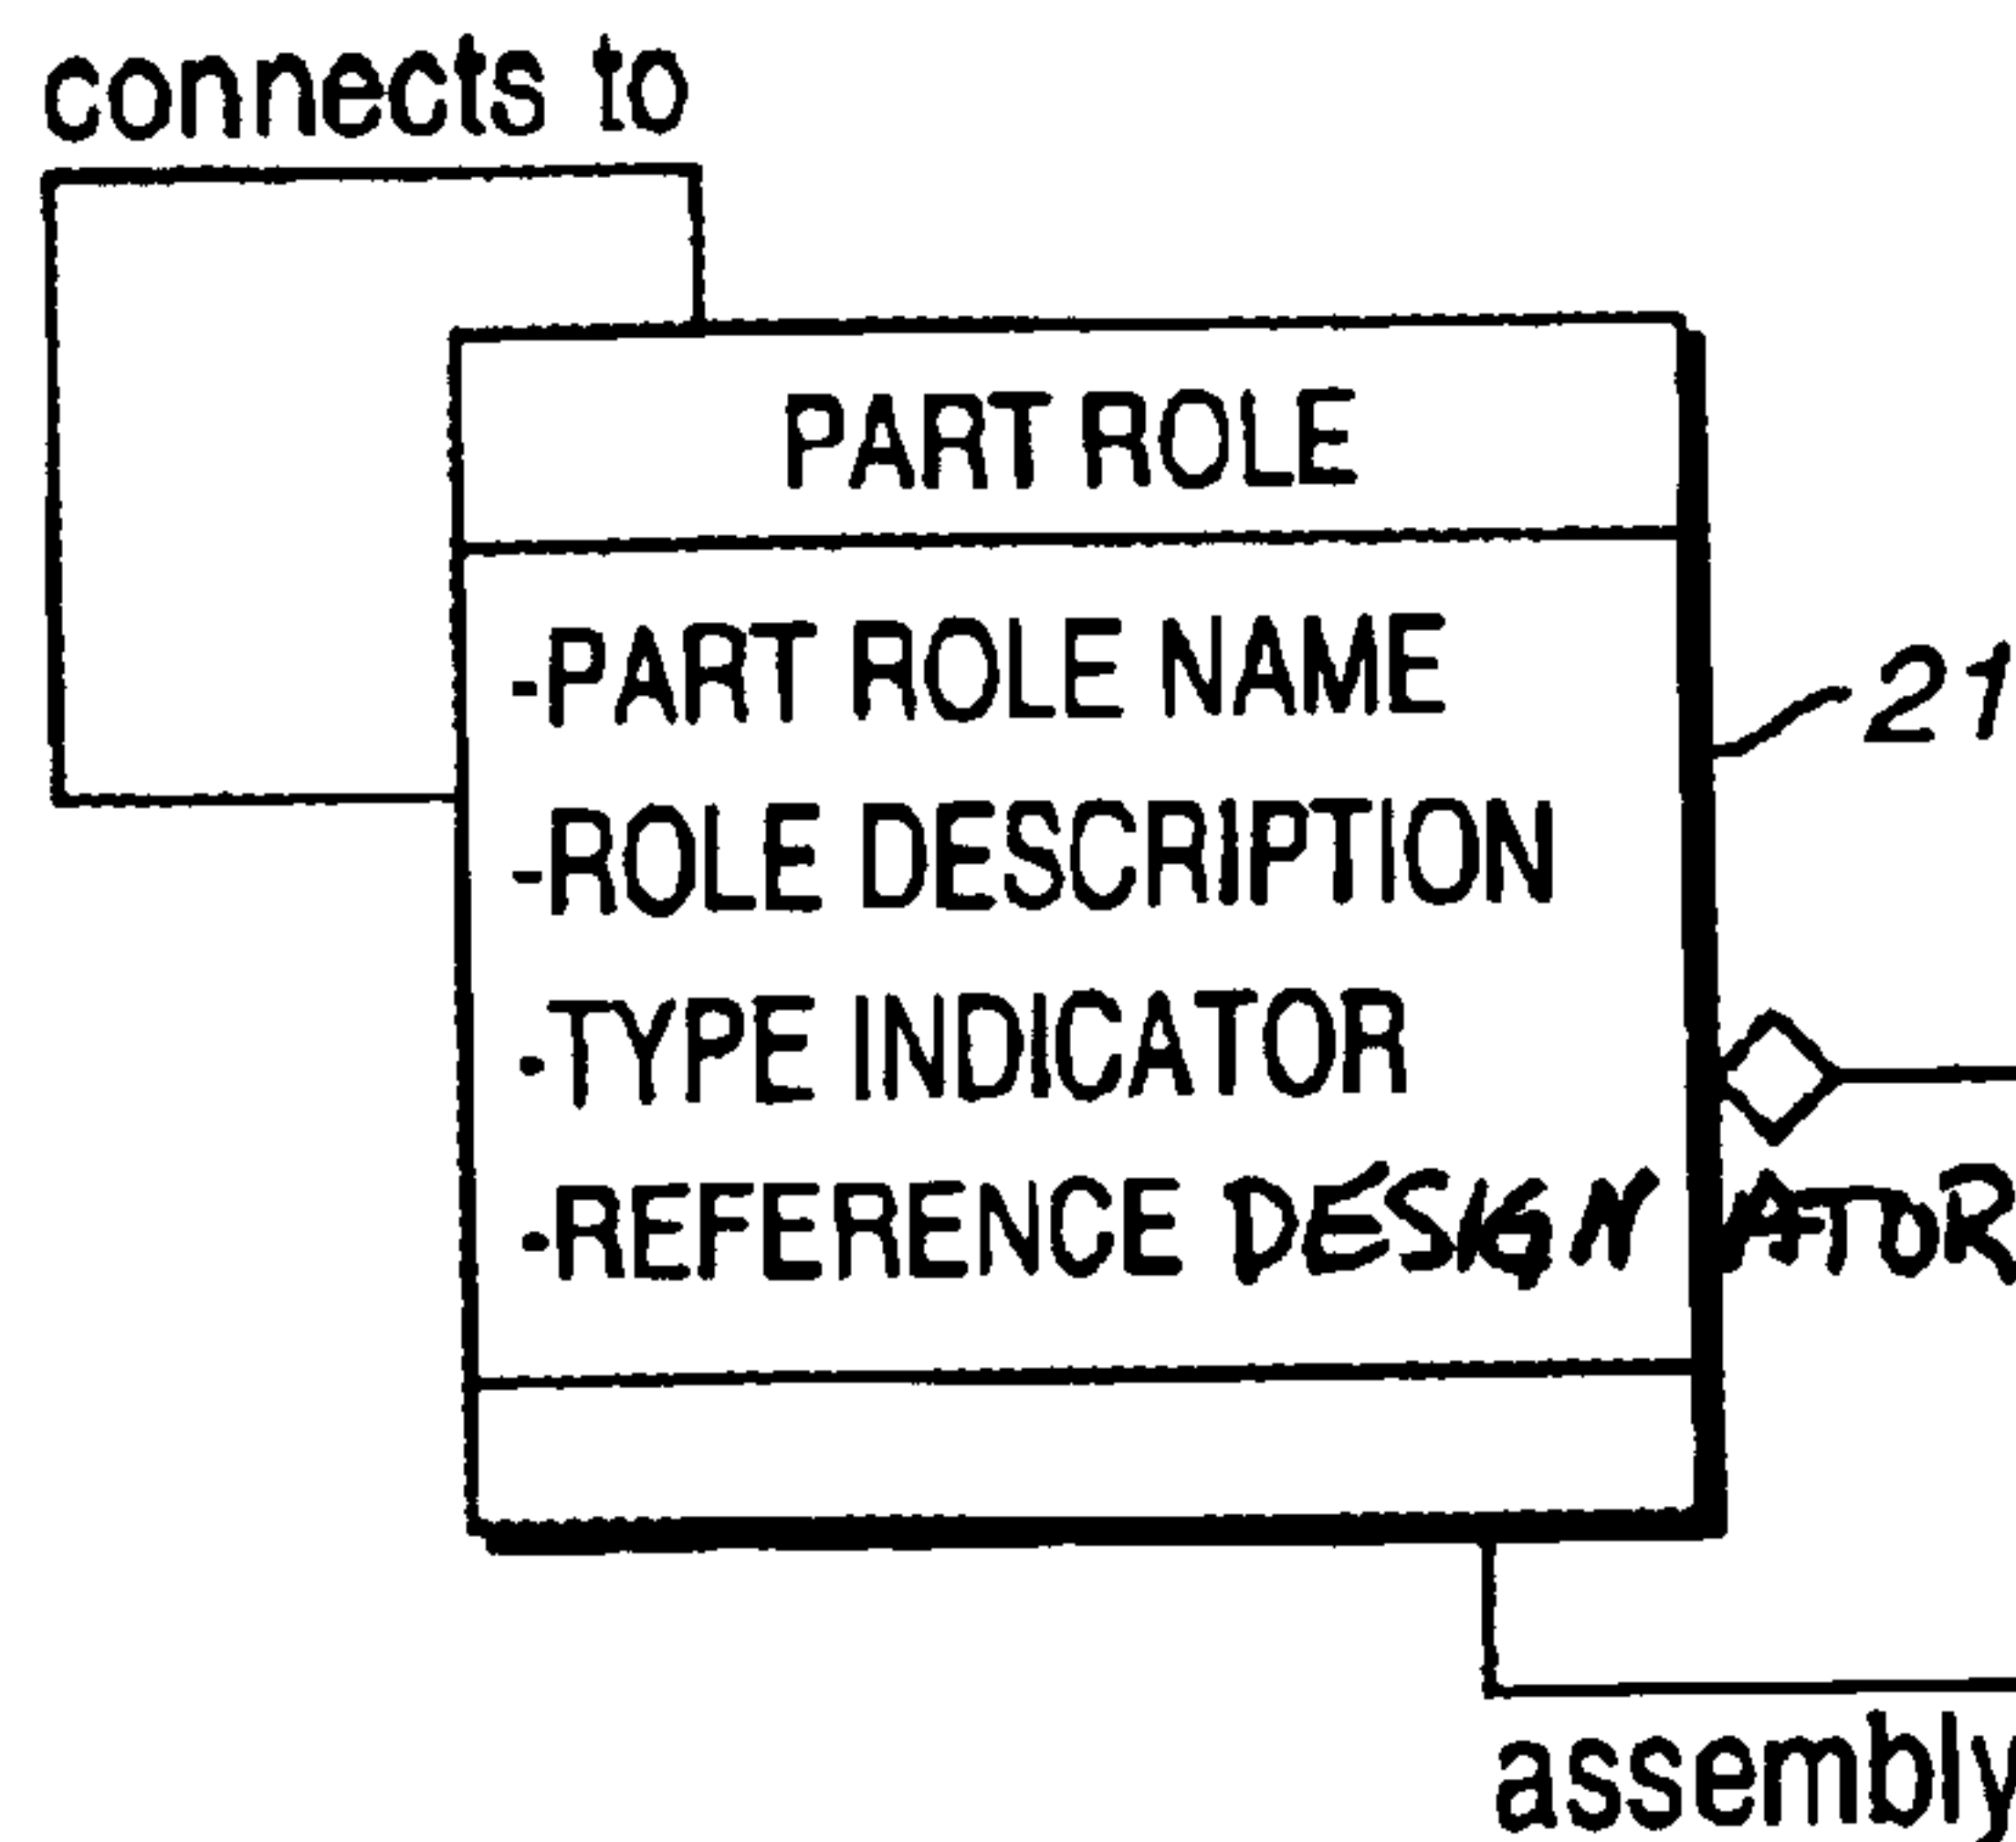 connects to
PART ROLE
-PART ROLE NAME
21
-ROLE DESCRIPTION
·TYPE INDICATOR
·REFERENCE DESIGNATOR
assembly